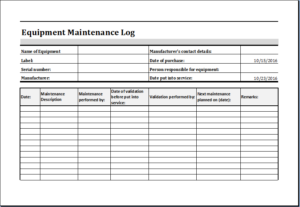 Equipment Maintenance Log
Name of Equipment Manufacturer's contact details:
Label: Date of purchase: 10/23/2016
Serial number: Person responsible for equipment:
Manufacturer: Date put into service: 10/23/2016
Date: Maintenance Description Maintenance performed by: Date of validation before put into service: Validation performed by: Next maintenance planned on (date): Remarks: